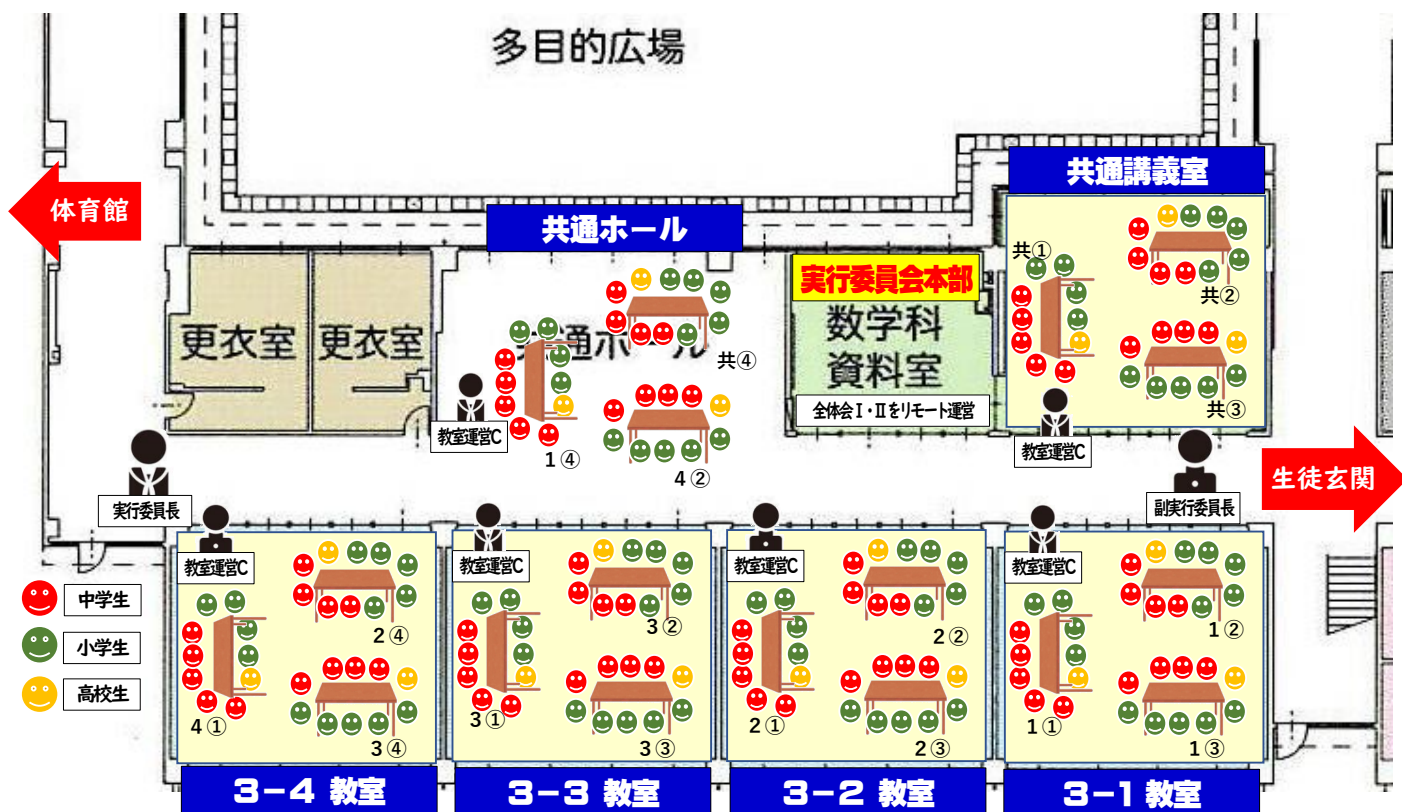 多目的広場
共通講義室
体育館
共通ホール
共①
実行委員会本部
共②
更衣室
更衣室
共通ホール
数学科
資料室
共④
全体会Ⅰ・Ⅱをリモート運営
共③
教室運営C
1④
4②
教室運営C
生徒玄関
実行委員長
副実行委員長
教室運営C
教室運営C
教室運営C
教室運営C
中学生
小学生
高校生
2④
3②
2②
1②
4①
3①
2①
1①
3④
3③
2③
1③
3-4 教室
3-3 教室
3-2 教室
3-1 教室